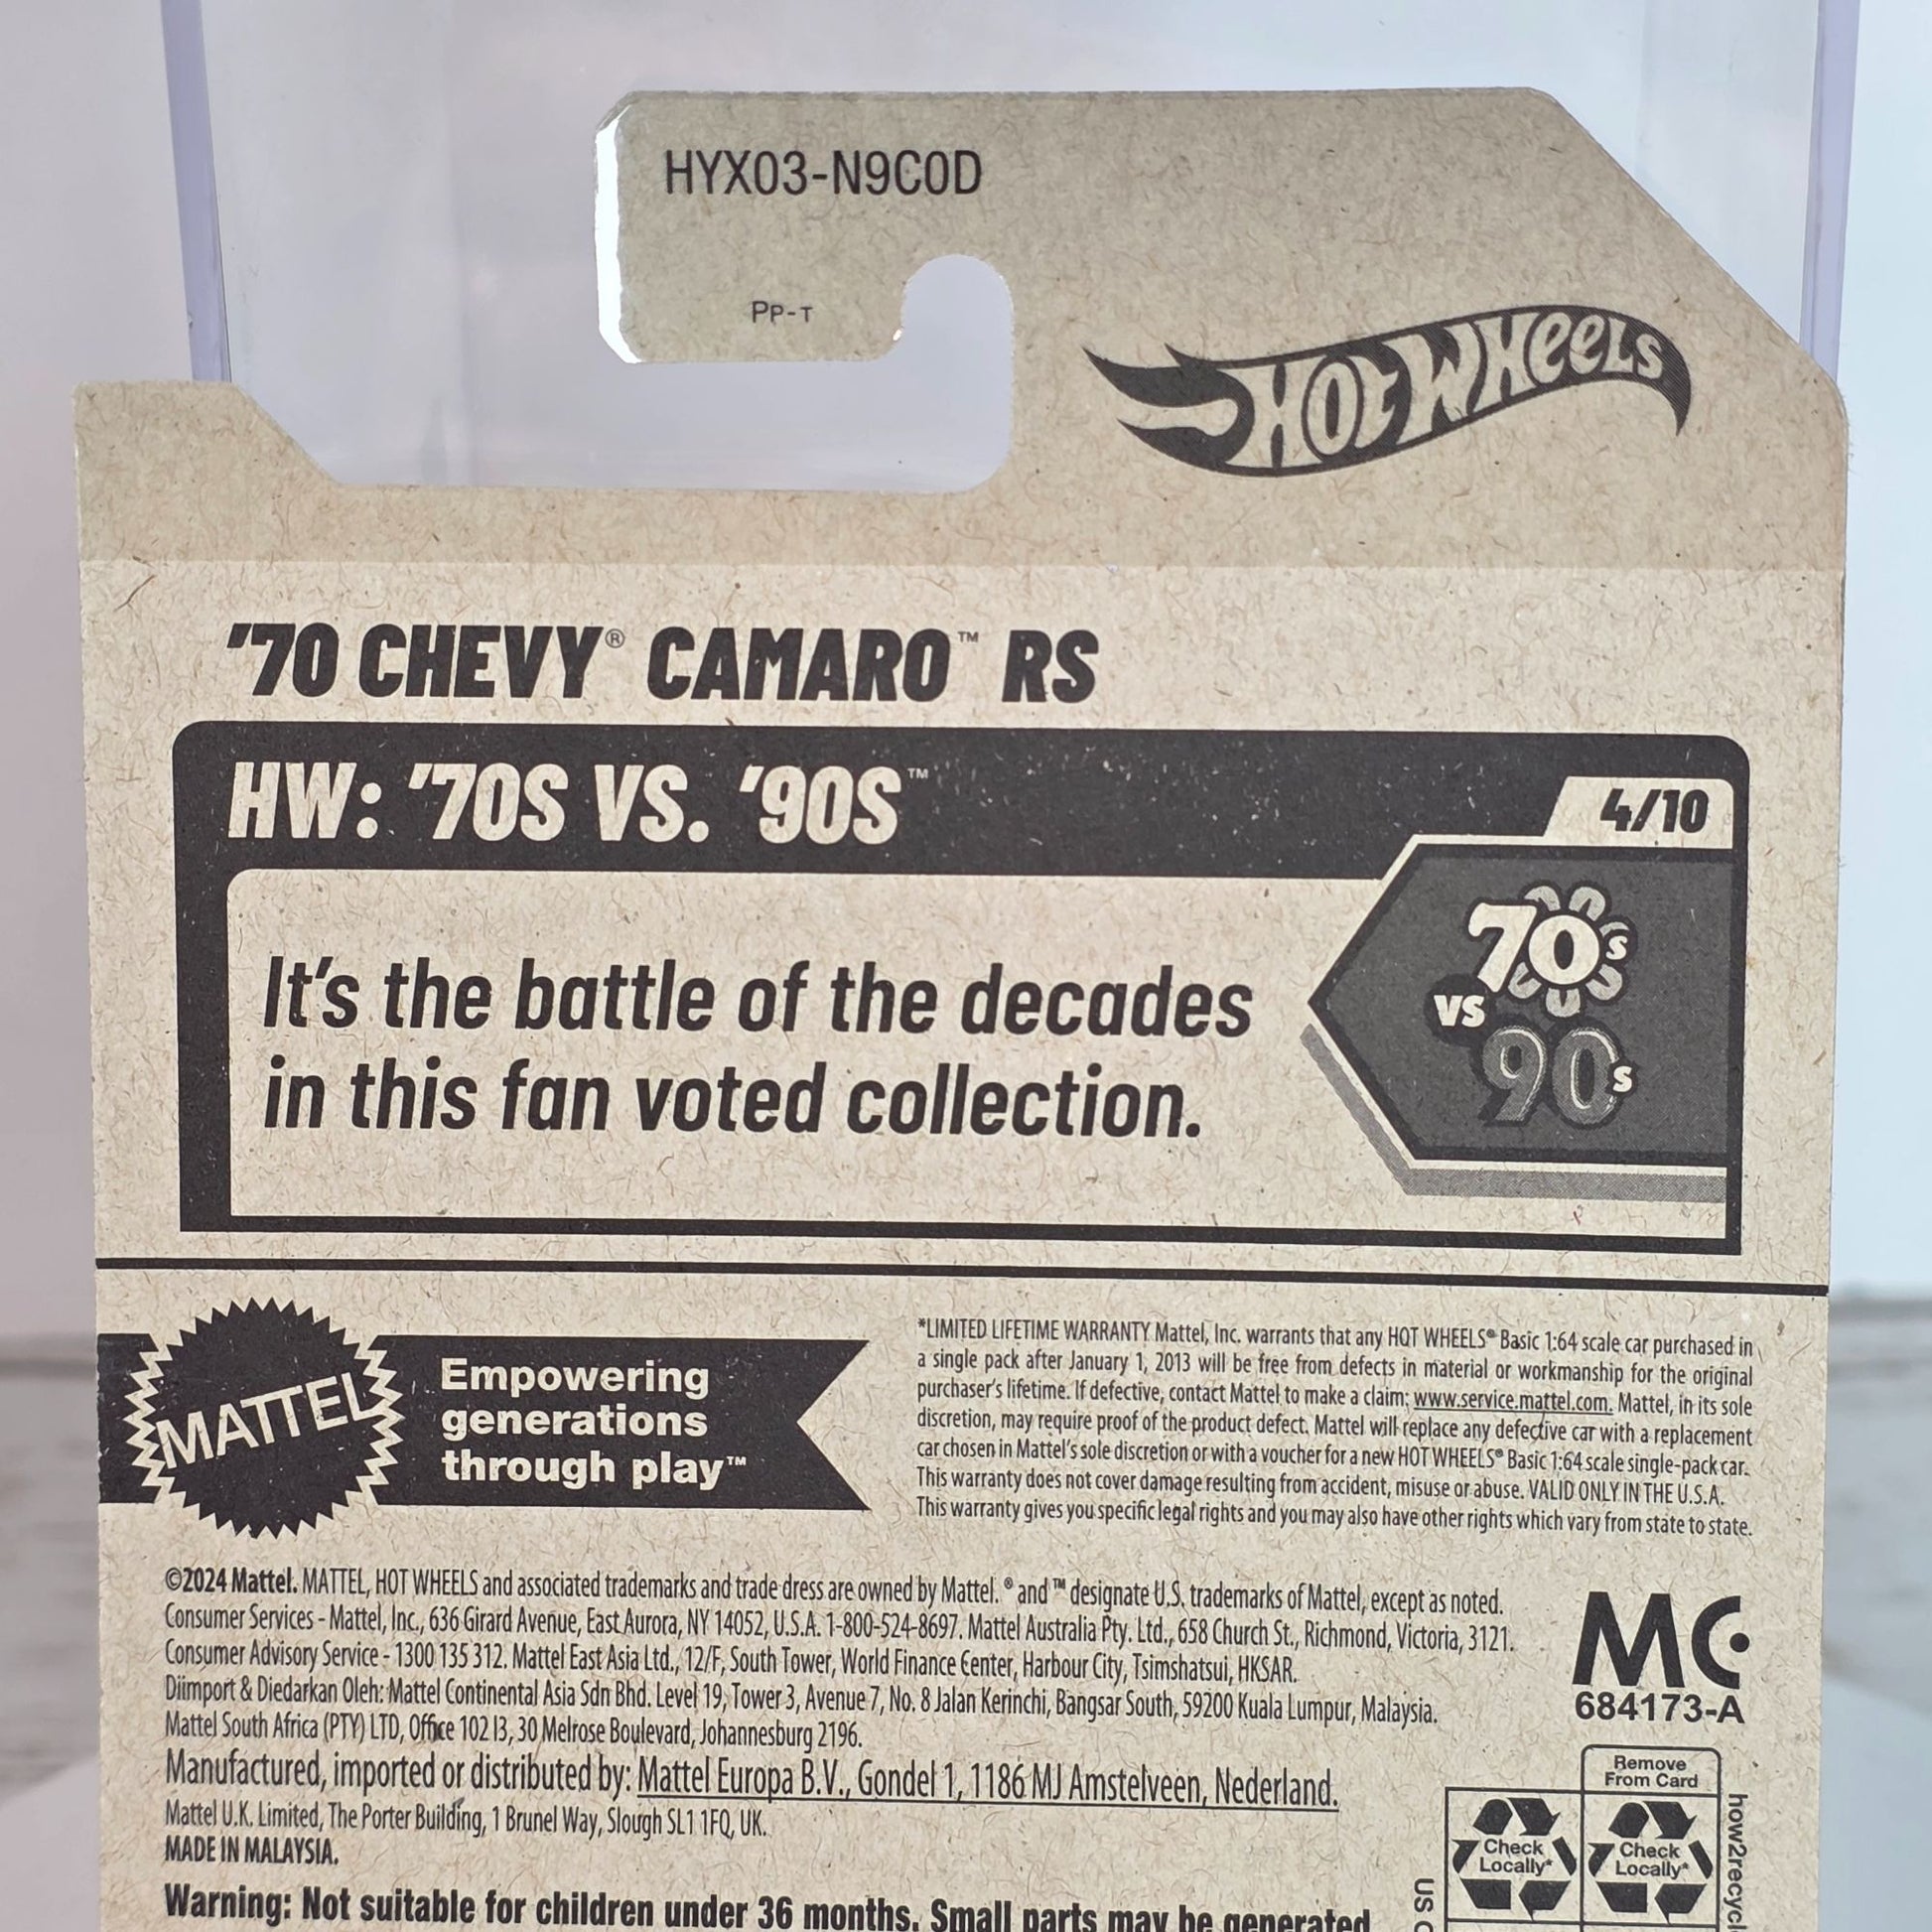 HYX03-N9C0D
PP-T
HOT WHEELS
'70 CHEVY® CAMARO™ RS
HW: '70S VS. '90S™
4/10
70s
VS
90s
It's the battle of the decades
in this fan voted collection.
MATTEL
Empowering
generations
through play™
*LIMITED LIFETIME WARRANTY Mattel, Inc. warrants that any HOT WHEELS® Basic 1:64 scale car purchased in
a single pack after January 1, 2013 will be free from defects in material or workmanship for the original
purchaser's lifetime. If defective, contact Mattel to make a claim: www.service.mattel.com. Mattel, in its sole
discretion, may require proof of the product defect. Mattel will replace any defective car with a replacement
car chosen in Mattel's sole discretion or with a voucher for a new HOT WHEELS® Basic 1:64 scale single-pack car.
This warranty does not cover damage resulting from accident, misuse or abuse. VALID ONLY IN THE U.S.A.
This warranty gives you specific legal rights and you may also have other rights which vary from state to state.
©2024 Mattel. MATTEL, HOT WHEELS and associated trademarks and trade dress are owned by Mattel. ® and ™ designate U.S. trademarks of Mattel, except as noted.
Consumer Services - Mattel, Inc., 636 Girard Avenue, East Aurora, NY 14052, U.S.A. 1-800-524-8697. Mattel Australia Pty. Ltd., 658 Church St., Richmond, Victoria, 3121.
Consumer Advisory Service - 1300 135 312. Mattel East Asia Ltd., 12/F, South Tower, World Finance Center, Harbour City, Tsimshatsui, HKSAR.
Diimport & Diedarkan Oleh: Mattel Continental Asia Sdn Bhd. Level 19, Tower 3, Avenue 7, No. 8 Jalan Kerinchi, Bangsar South, 59200 Kuala Lumpur, Malaysia.
Mattel South Africa (PTY) LTD, Office 102 I3, 30 Melrose Boulevard, Johannesburg 2196.
Manufactured, imported or distributed by: Mattel Europa B.V., Gondel 1, 1186 MJ Amstelveen, Nederland.
Mattel U.K. Limited, The Porter Building, 1 Brunel Way, Slough SL1 1FQ, UK.
MADE IN MALAYSIA.
Warning: Not suitable for children under 36 months. Small parts may be generated
MC
684173-A
Remove
From Card
Check
Locally*
Check
Locally*
how2recycl
US